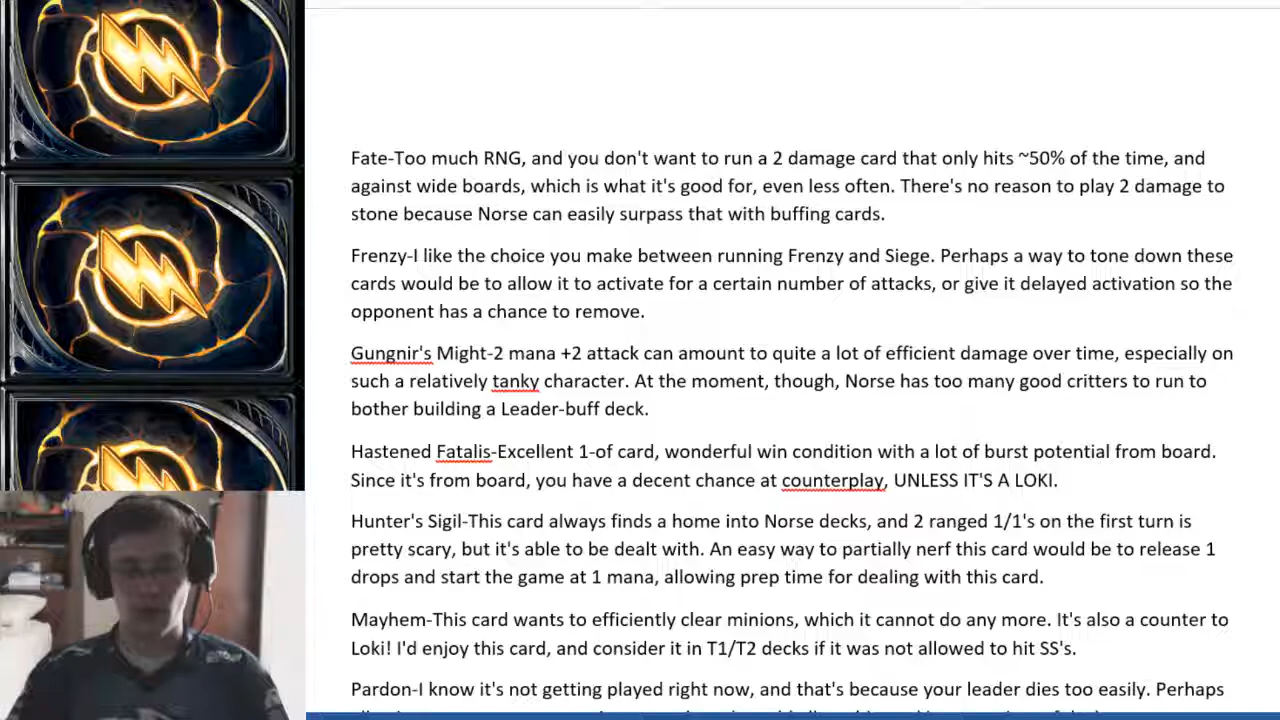 Fate-Too much RNG, and you don't want to run a 2 damage card that only hits ~50% of the time, and
against wide boards, which is what it's good for, even less often. There's no reason to play 2 damage to
stone because Norse can easily surpass that with buffing cards.
Frenzy-I like the choice you make between running Frenzy and Siege. Perhaps a way to tone down these
cards would be to allow it to activate for a certain number of attacks, or give it delayed activation so the
opponent has a chance to remove.
Gungnir's Might-2 mana +2 attack can amount to quite a lot of efficient damage over time, especially on
such a relatively tanky character. At the moment, though, Norse has too many good critters to run to
bother building a Leader-buff deck.
Hastened Fatalis-Excellent 1-of card, wonderful win condition with a lot of burst potential from board.
Since it's from board, you have a decent chance at counterplay, UNLESS IT'S A LOKI.
Hunter's Sigil-This card always finds a home into Norse decks, and 2 ranged 1/1's on the first turn is
pretty scary, but it's able to be dealt with. An easy way to partially nerf this card would be to release 1
drops and start the game at 1 mana, allowing prep time for dealing with this card.
Mayhem-This card wants to efficiently clear minions, which it cannot do any more. It's also a counter to
Loki! I'd enjoy this card, and consider it in T1/T2 decks if it was not allowed to hit SS's.
Pardon-I know it's not getting played right now, and that's because your leader dies too easily. Perhaps